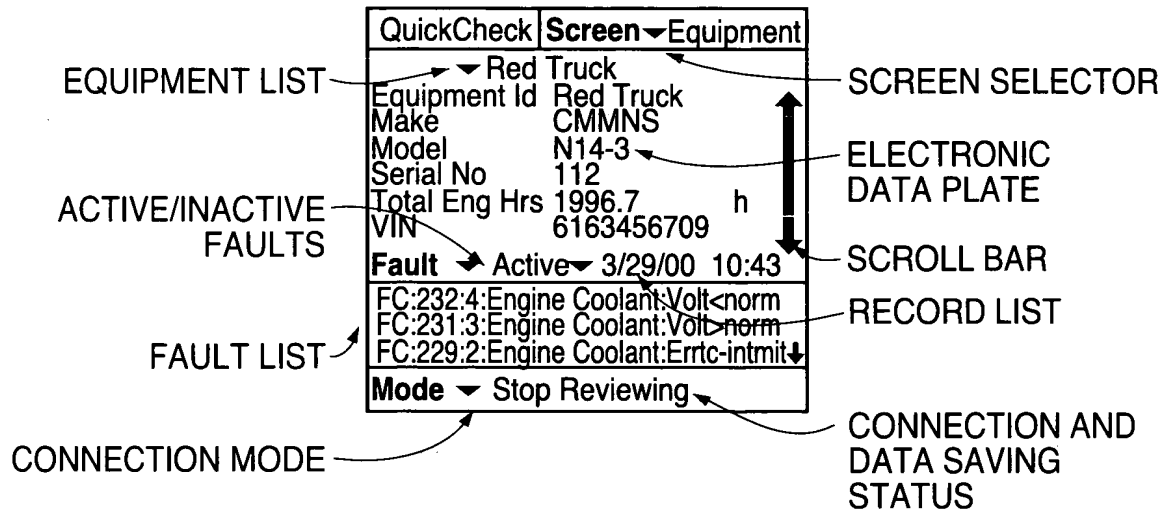 QuickCheck Screen Equipment
Red Truck
Equipment Id Red Truck
Make CMMNS
Model N14-3
Serial No 112
Total Eng Hrs 1996.7 h
VIN 6163456709
Fault Active 3/29/00 10:43
FC:232:4:Engine Coolant:Volt<norm
FC:231:3:Engine Coolant:Volt>norm
FC:229:2:Engine Coolant:Errtc-intmit
Mode Stop Reviewing
EQUIPMENT LIST
ACTIVE/INACTIVE
FAULTS
FAULT LIST
CONNECTION MODE
SCREEN SELECTOR
ELECTRONIC
DATA PLATE
SCROLL BAR
RECORD LIST
CONNECTION AND
DATA SAVING
STATUS